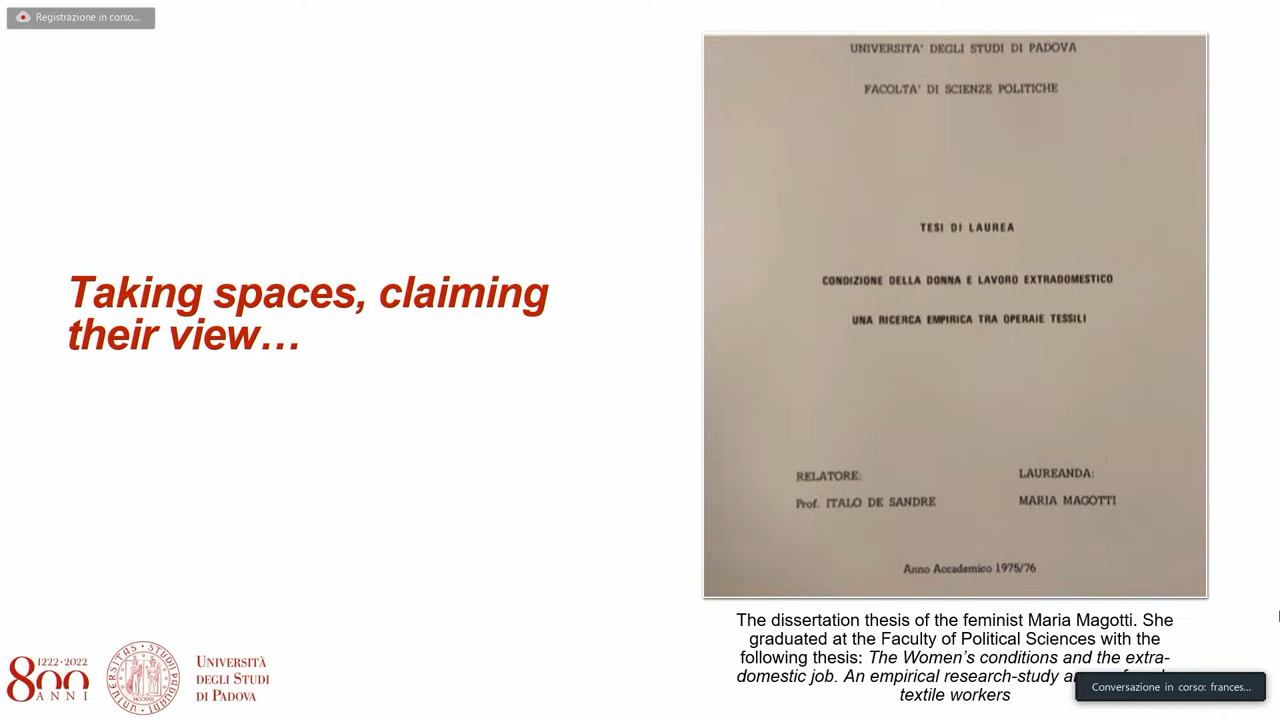 Registrazione in corso...
Taking spaces, claiming
their view…
UNIVERSITA' DEGLI STUDI DI PADOVA
FACOLTA' DI SCIENZE POLITICHE
TESI DI LAUREA
CONDIZIONE DELLA DONNA E LAVORO EXTRADOMESTICO
UNA RICERCA EMPIRICA TRA OPERAIE TESSILI
RELATORE:
Prof. ITALO DE SANDRE
LAUREANDA:
MARIA MAGOTTI
Anno Accademico 1975/76
The dissertation thesis of the feminist Maria Magotti. She
graduated at the Faculty of Political Sciences with the
following thesis: The Women's conditions and the extra-
domestic job. An empirical research-study
textile workers
Conversazione in corso: frances...
1222·2022
800
ANNI
UNIVERSITÀ
DEGLI STUDI
DI PADOVA